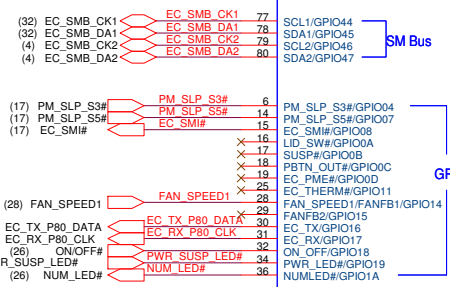 (32) EC_SMB_CK1 EC_SMB_CK1 77 SCL1/GPIO44
(32) EC_SMB_DA1 EC_SMB_DA1 78 SDA1/GPIO45
(4) EC_SMB_CK2 EC_SMB_CK2 79 SCL2/GPIO46
(4) EC_SMB_DA2 EC_SMB_DA2 80 SDA2/GPIO47
SM Bus
(17) PM_SLP_S3# PM_SLP_S3# 6 PM_SLP_S3#/GPIO04
(17) PM_SLP_S5# PM_SLP_S5# 14 PM_SLP_S5#/GPIO07
(17) EC_SMI# EC_SMI# 15 EC_SMI#/GPIO08
16 LID_SW#/GPIO0A
17 SUSP#/GPIO0B
18 PBTN_OUT#/GPIO0C
19 EC_PME#/GPIO0D
25 EC_THERM#/GPIO11
(28) FAN_SPEED1 FAN_SPEED1 28 FAN_SPEED1/FANFB1/GPIO14
29 FANFB2/GPIO15
EC_TX_P80_DATA EC_TX_P80_DATA 30 EC_TX/GPIO16
EC_RX_P80_CLK EC_RX_P80_CLK 31 EC_RX/GPIO17
(26) ON/OFF# 32 ON_OFF/GPIO18
R_SUSP_LED# PWR_SUSP_LED# 34 PWR_LED#/GPIO19
(26) NUM_LED# NUM_LED# 36 NUMLED#/GPIO1A
GP